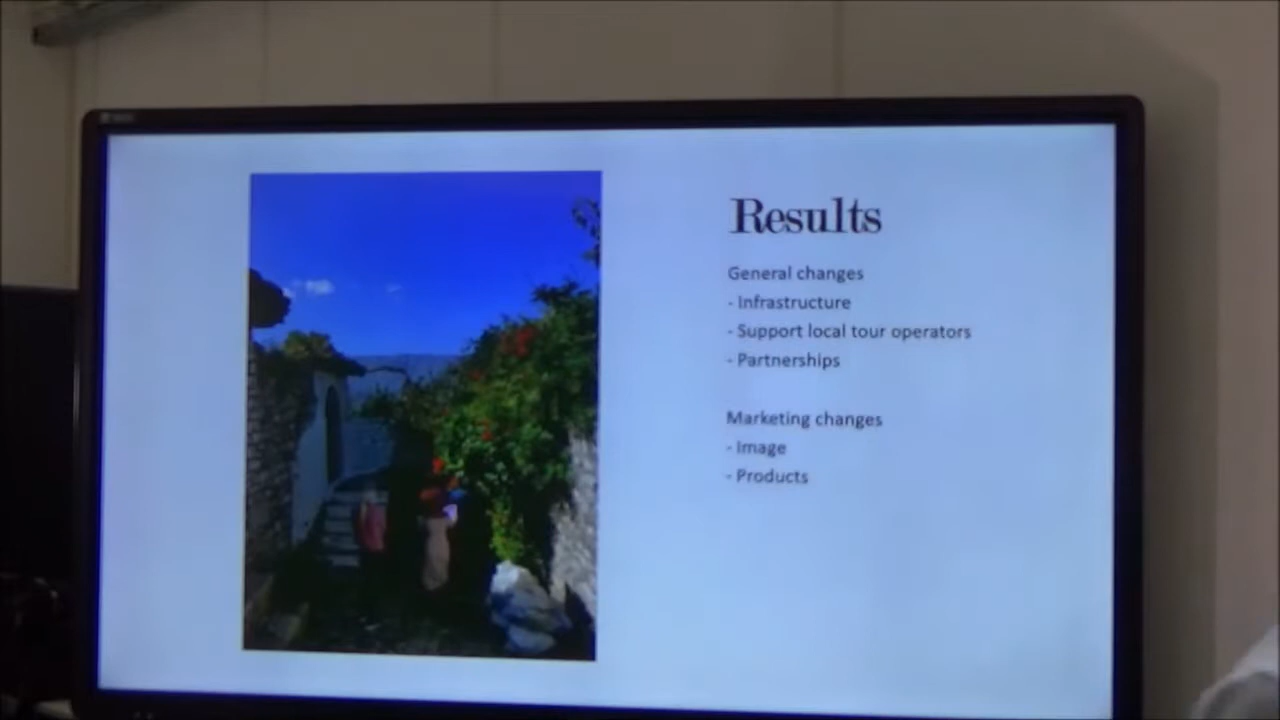 Results
General changes
- Infrastructure
- Support local tour operators
- Partnerships
Marketing changes
- Image
- Products